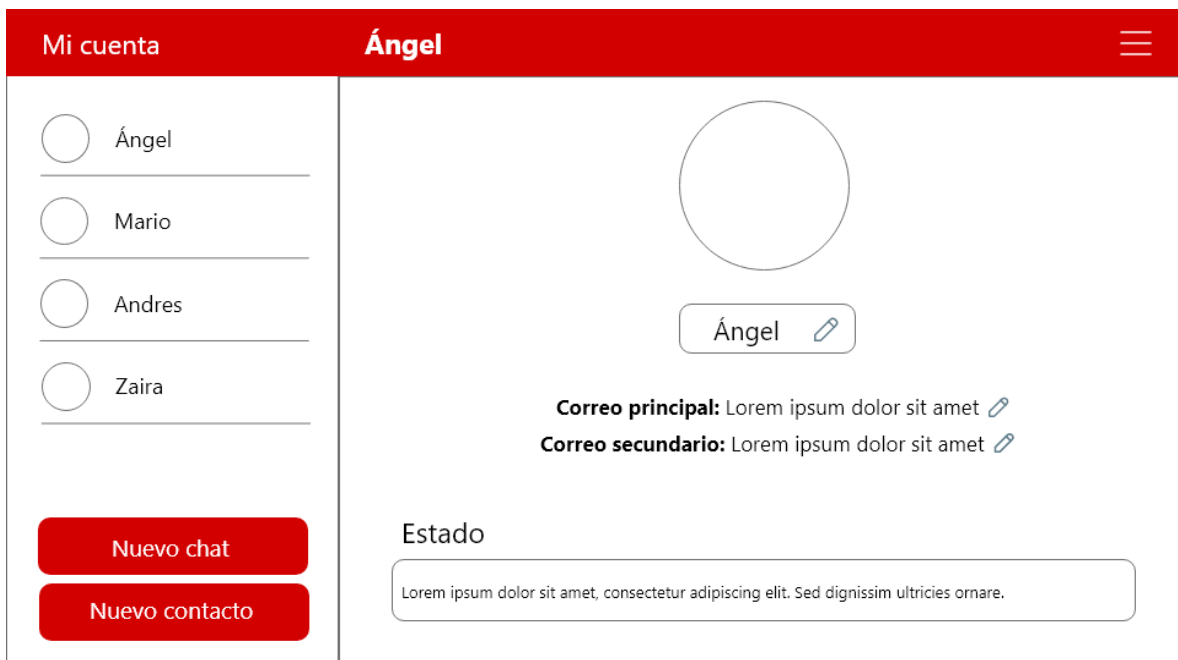 Mi cuenta
Ángel
Ángel
Mario
Andres
Zaira
Nuevo chat
Nuevo contacto
Ángel
Correo principal: Lorem ipsum dolor sit amet
Correo secundario: Lorem ipsum dolor sit amet
Estado
Lorem ipsum dolor sit amet, consectetur adipiscing elit. Sed dignissim ultricies ornare.